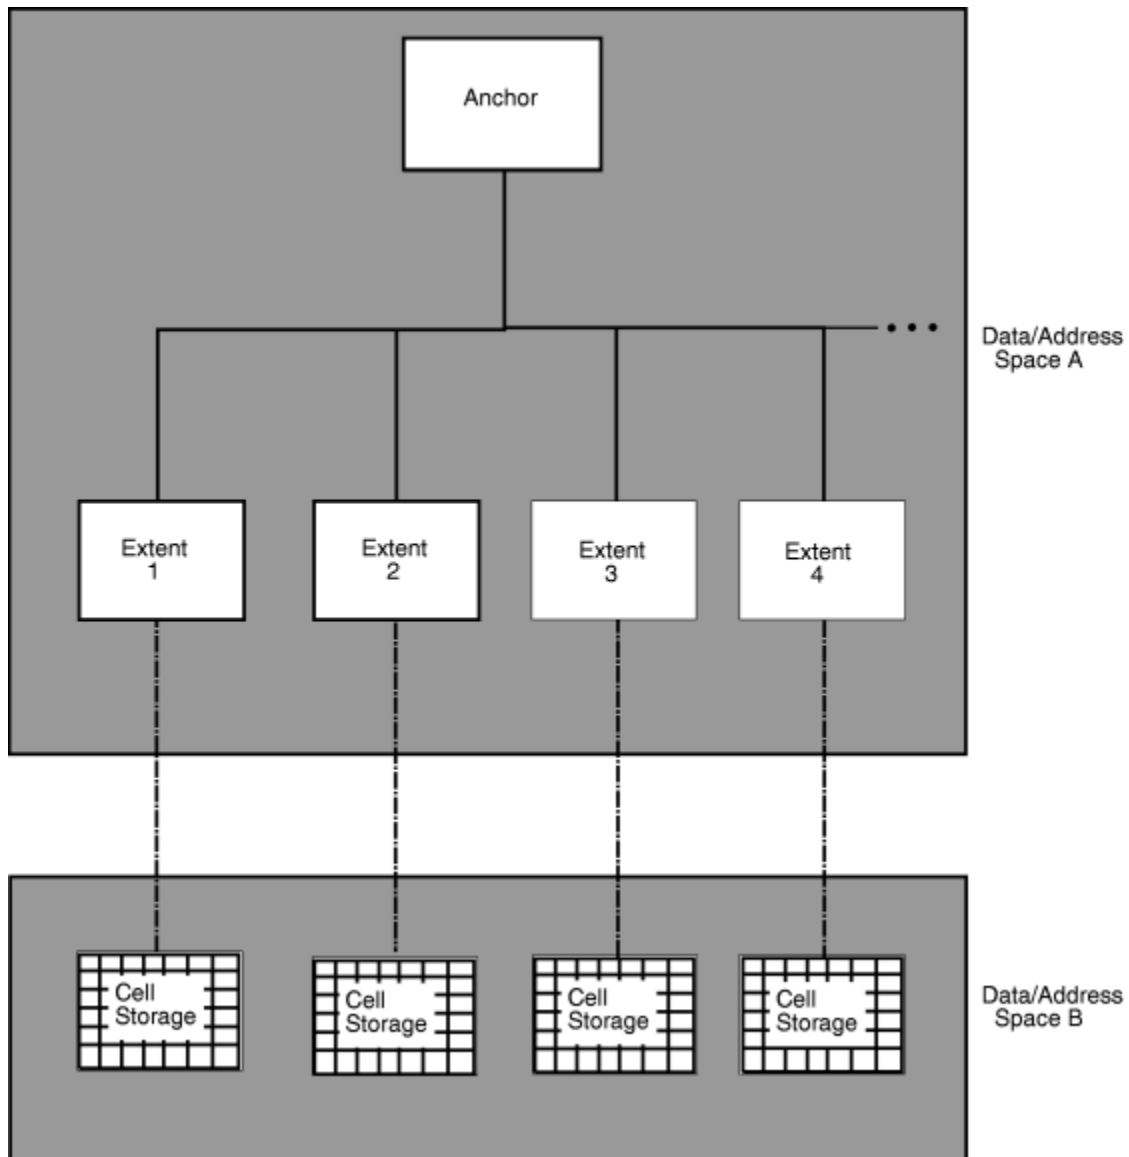 Anchor
Data/Address
Space A
Extent
1
Extent
2
Extent
3
Extent
4
Cell
Storage
Cell
Storage
Cell
Storage
Cell
Storage
Data/Address
Space B